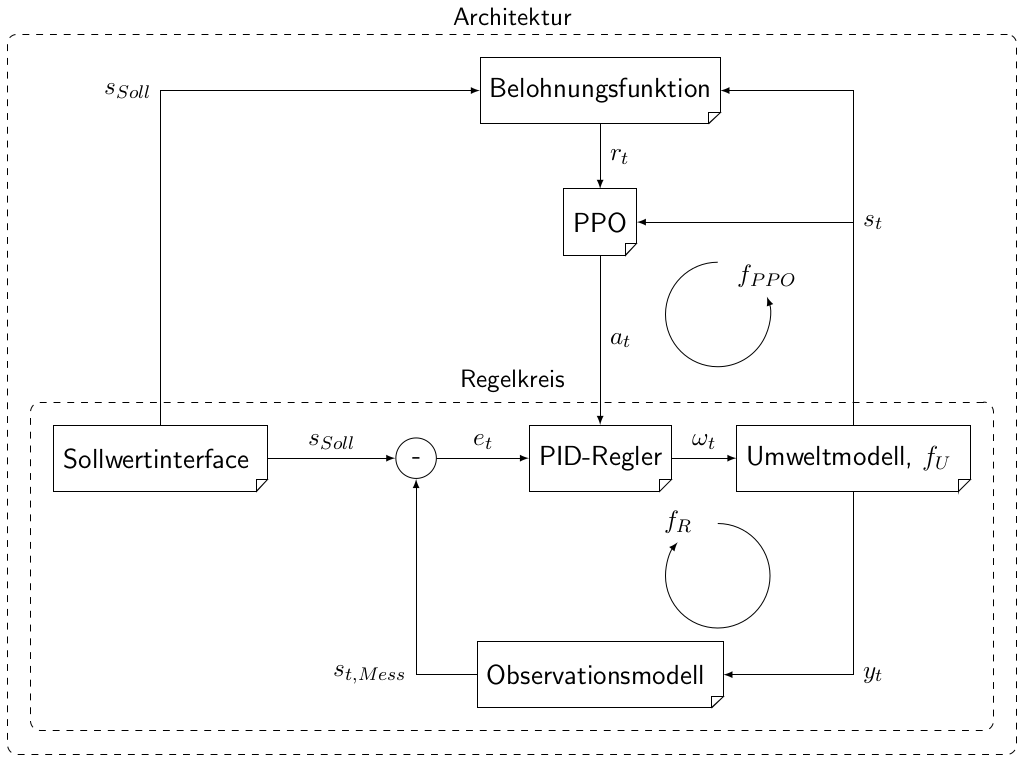 Architektur
s_{Soll}
Belohnungsfunktion
r_t
PPO
s_t
f_{PPO}
a_t
Regelkreis
Sollwertinterface
s_{Soll}
-
e_t
PID-Regler
ω_t
Umweltmodell, f_U
f_R
s_{t,Mess}
Observationsmodell
y_t